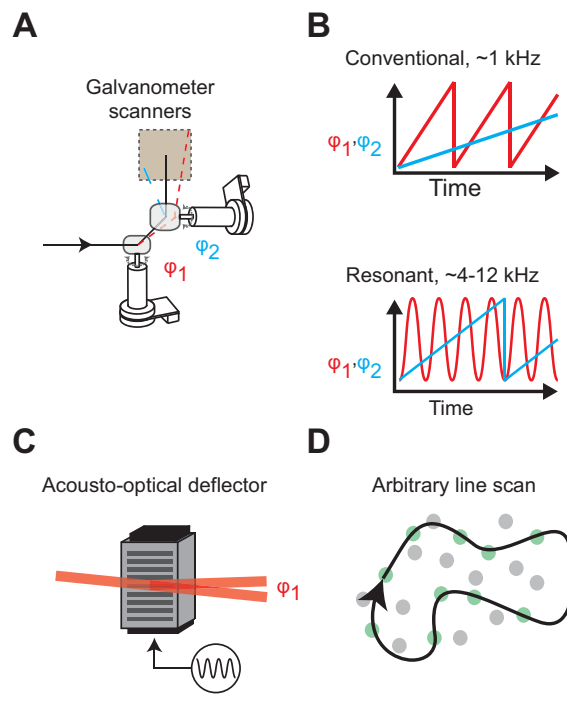 A
Galvanometer
scanners
φ2
φ1
B
Conventional, ~1 kHz
φ1,φ2
Time
Resonant, ~4-12 kHz
φ1,φ2
Time
C
Acousto-optical deflector
φ1
D
Arbitrary line scan